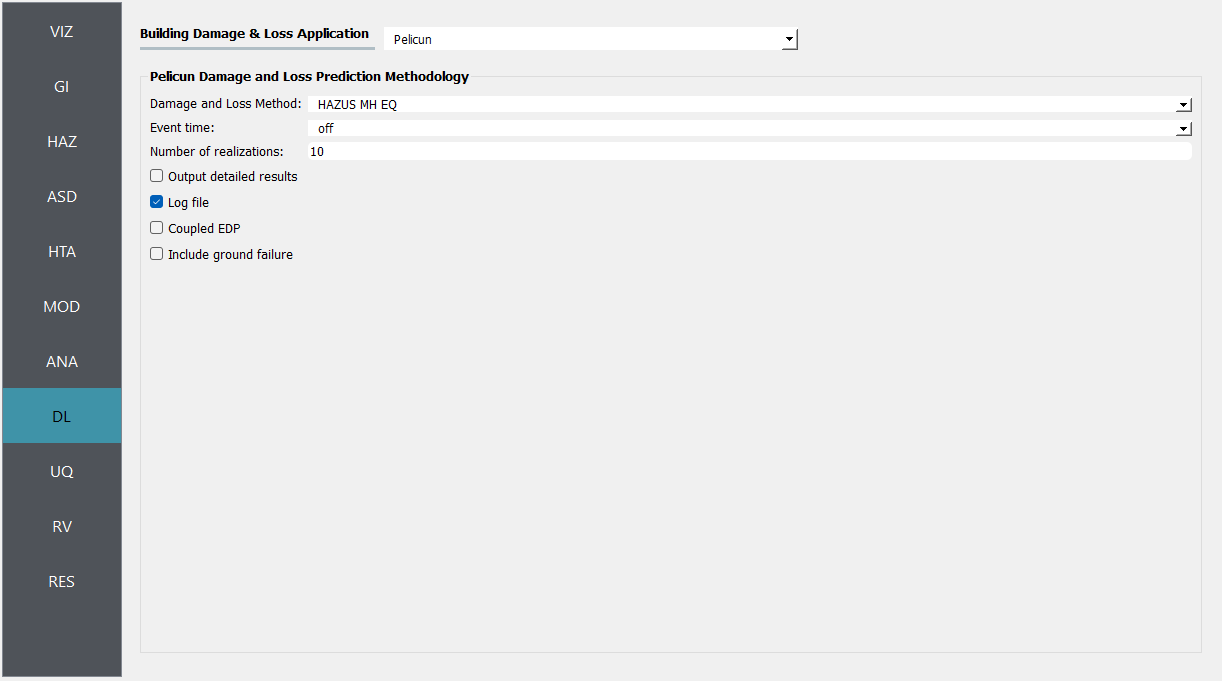 VIZ
GI
HAZ
ASD
HTA
MOD
ANA
DL
UQ
RV
RES
Building Damage & Loss Application Pelicun
Pelicun Damage and Loss Prediction Methodology
Damage and Loss Method: HAZUS MH EQ
Event time: off
Number of realizations: 10
Output detailed results
Log file
Coupled EDP
Include ground failure